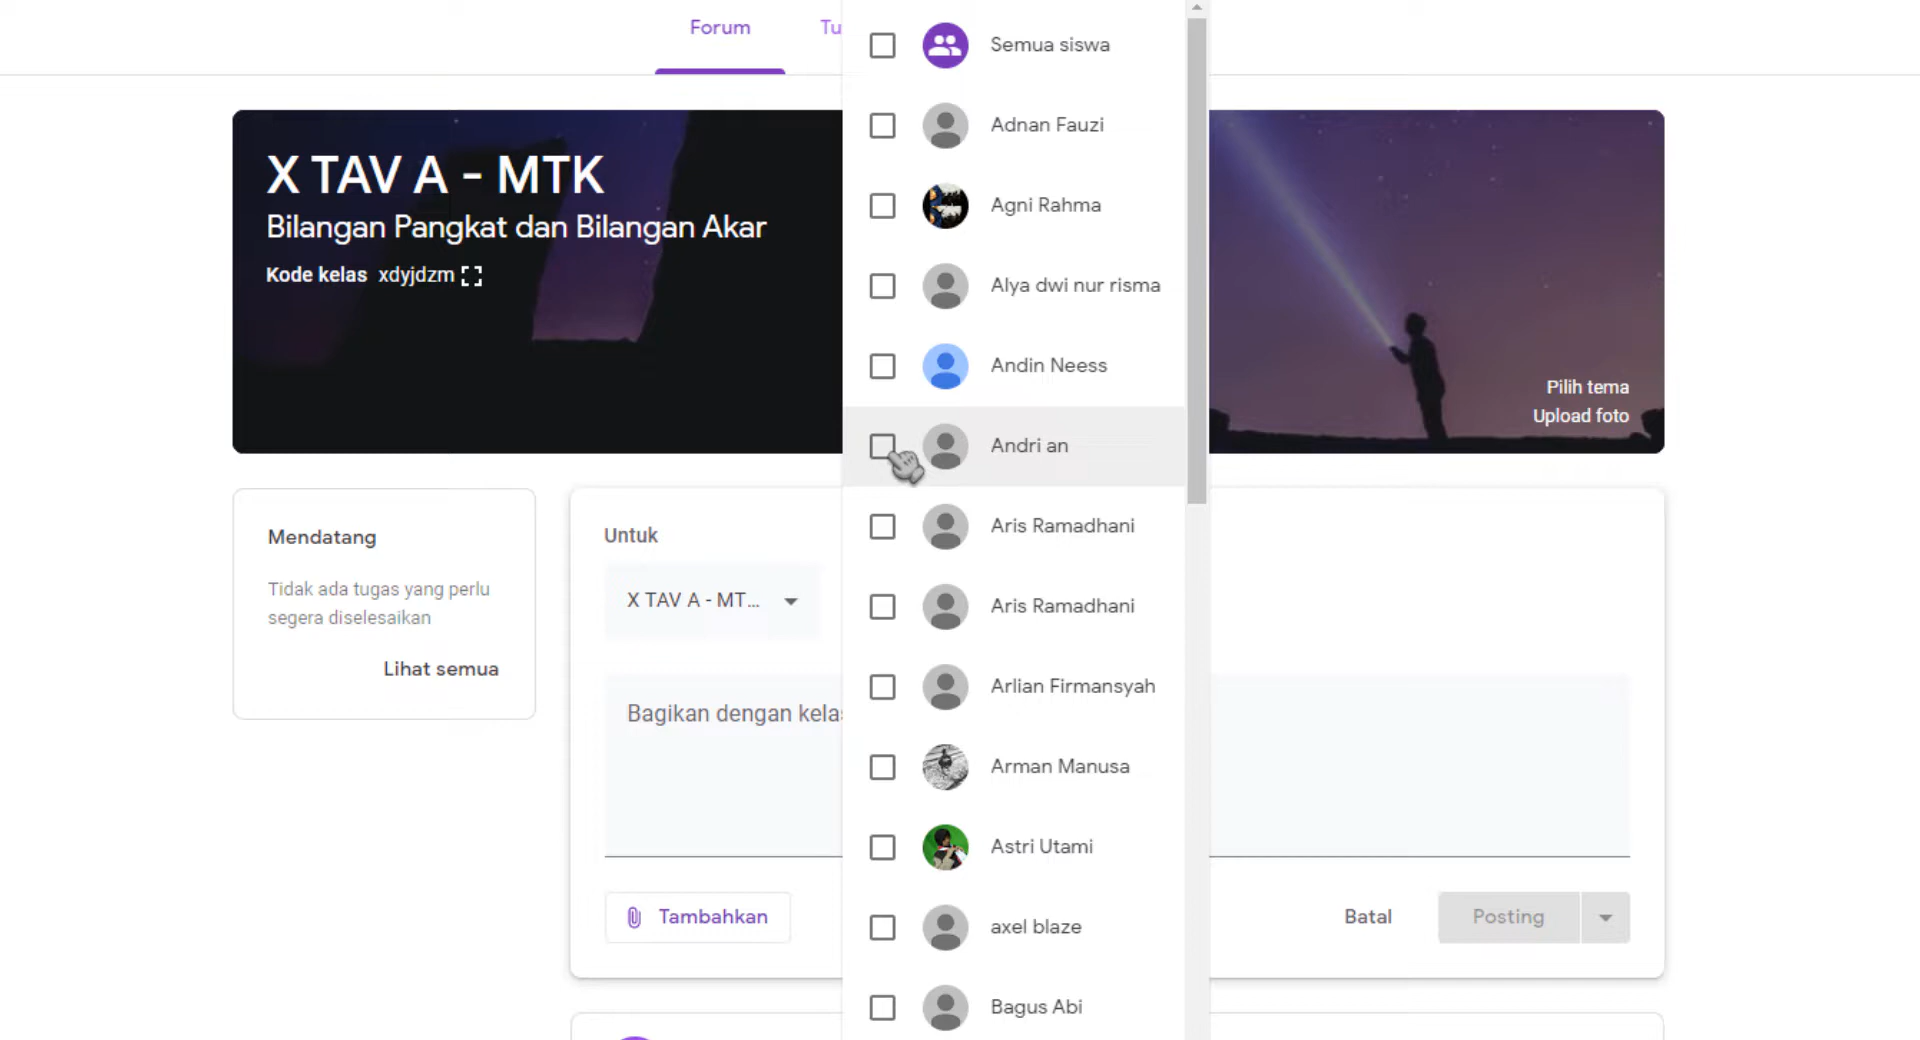 Forum
Tu
X TAV A - MTK
Bilangan Pangkat dan Bilangan Akar
Kode kelas xdyjdzm
Pilih tema
Upload foto
Mendatang
Tidak ada tugas yang perlu
segera diselesaikan
Lihat semua
Untuk
X TAV A - MT...
Bagikan dengan kelas
Tambahkan
Batal
Posting
Semua siswa
Adnan Fauzi
Agni Rahma
Alya dwi nur risma
Andin Neess
Andri an
Aris Ramadhani
Aris Ramadhani
Arlian Firmansyah
Arman Manusa
Astri Utami
axel blaze
Bagus Abi